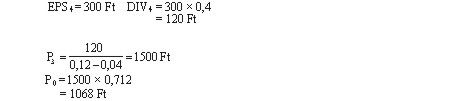 EPS₄ = 300 Ft DIV₄ = 300 × 0,4
= 120 Ft
P₃ = 120 / (0,12 − 0,04) = 1500 Ft
P₀ = 1500 × 0,712
= 1068 Ft